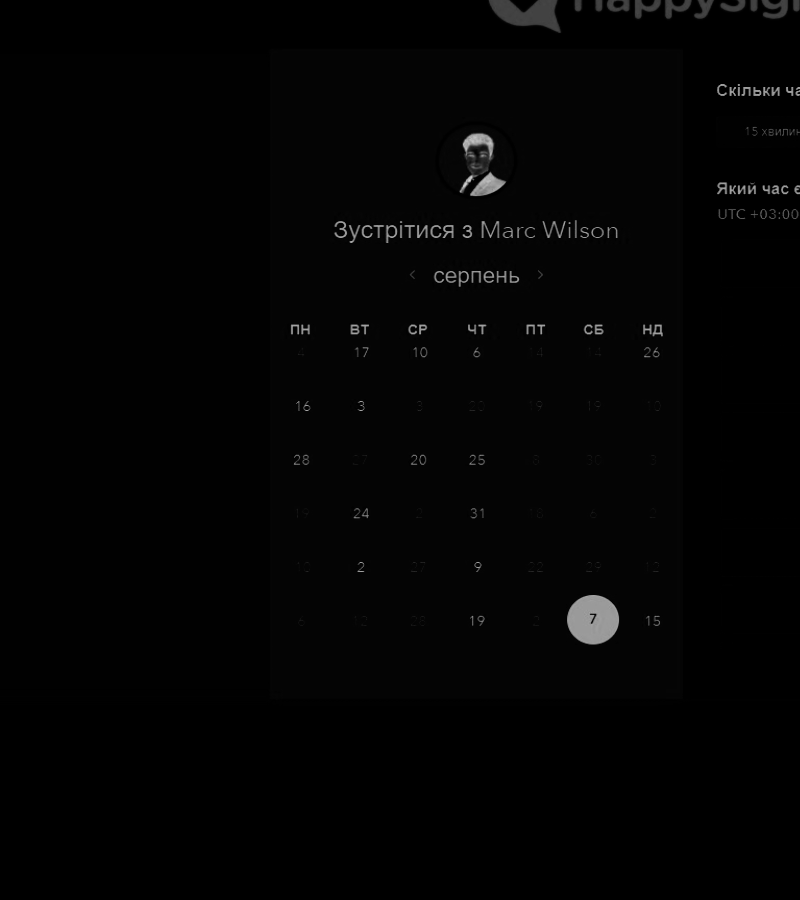 HappySig
Скільки ча
15 хвилин
Який час є
UTC +03:00
Зустрітися з Marc Wilson
серпень
ПН ВТ СР ЧТ ПТ СБ НД
4 17 10 6 14 14 26
16 3 3 20 19 19 10
28 27 20 25 8 30 3
19 24 2 31 18 6 2
10 2 27 9 22 29 12
6 12 28 19 2 7 15